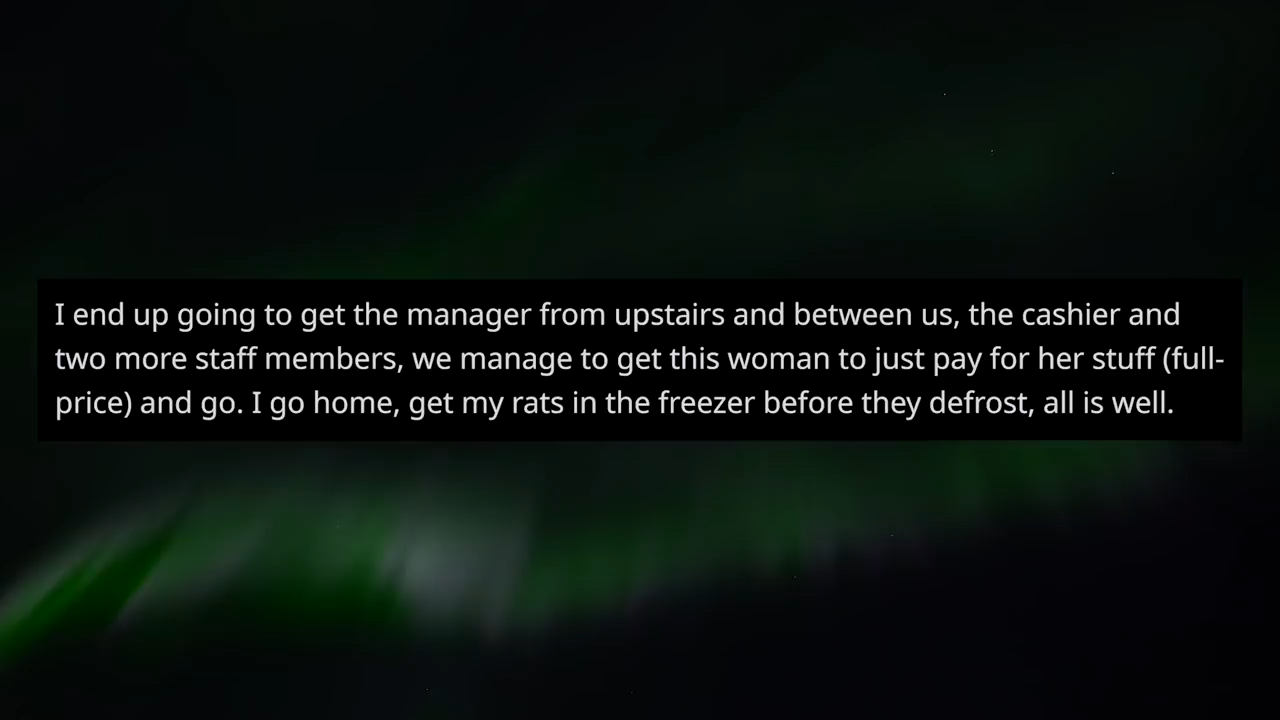 I end up going to get the manager from upstairs and between us, the cashier and
two more staff members, we manage to get this woman to just pay for her stuff (full-
price) and go. I go home, get my rats in the freezer before they defrost, all is well.